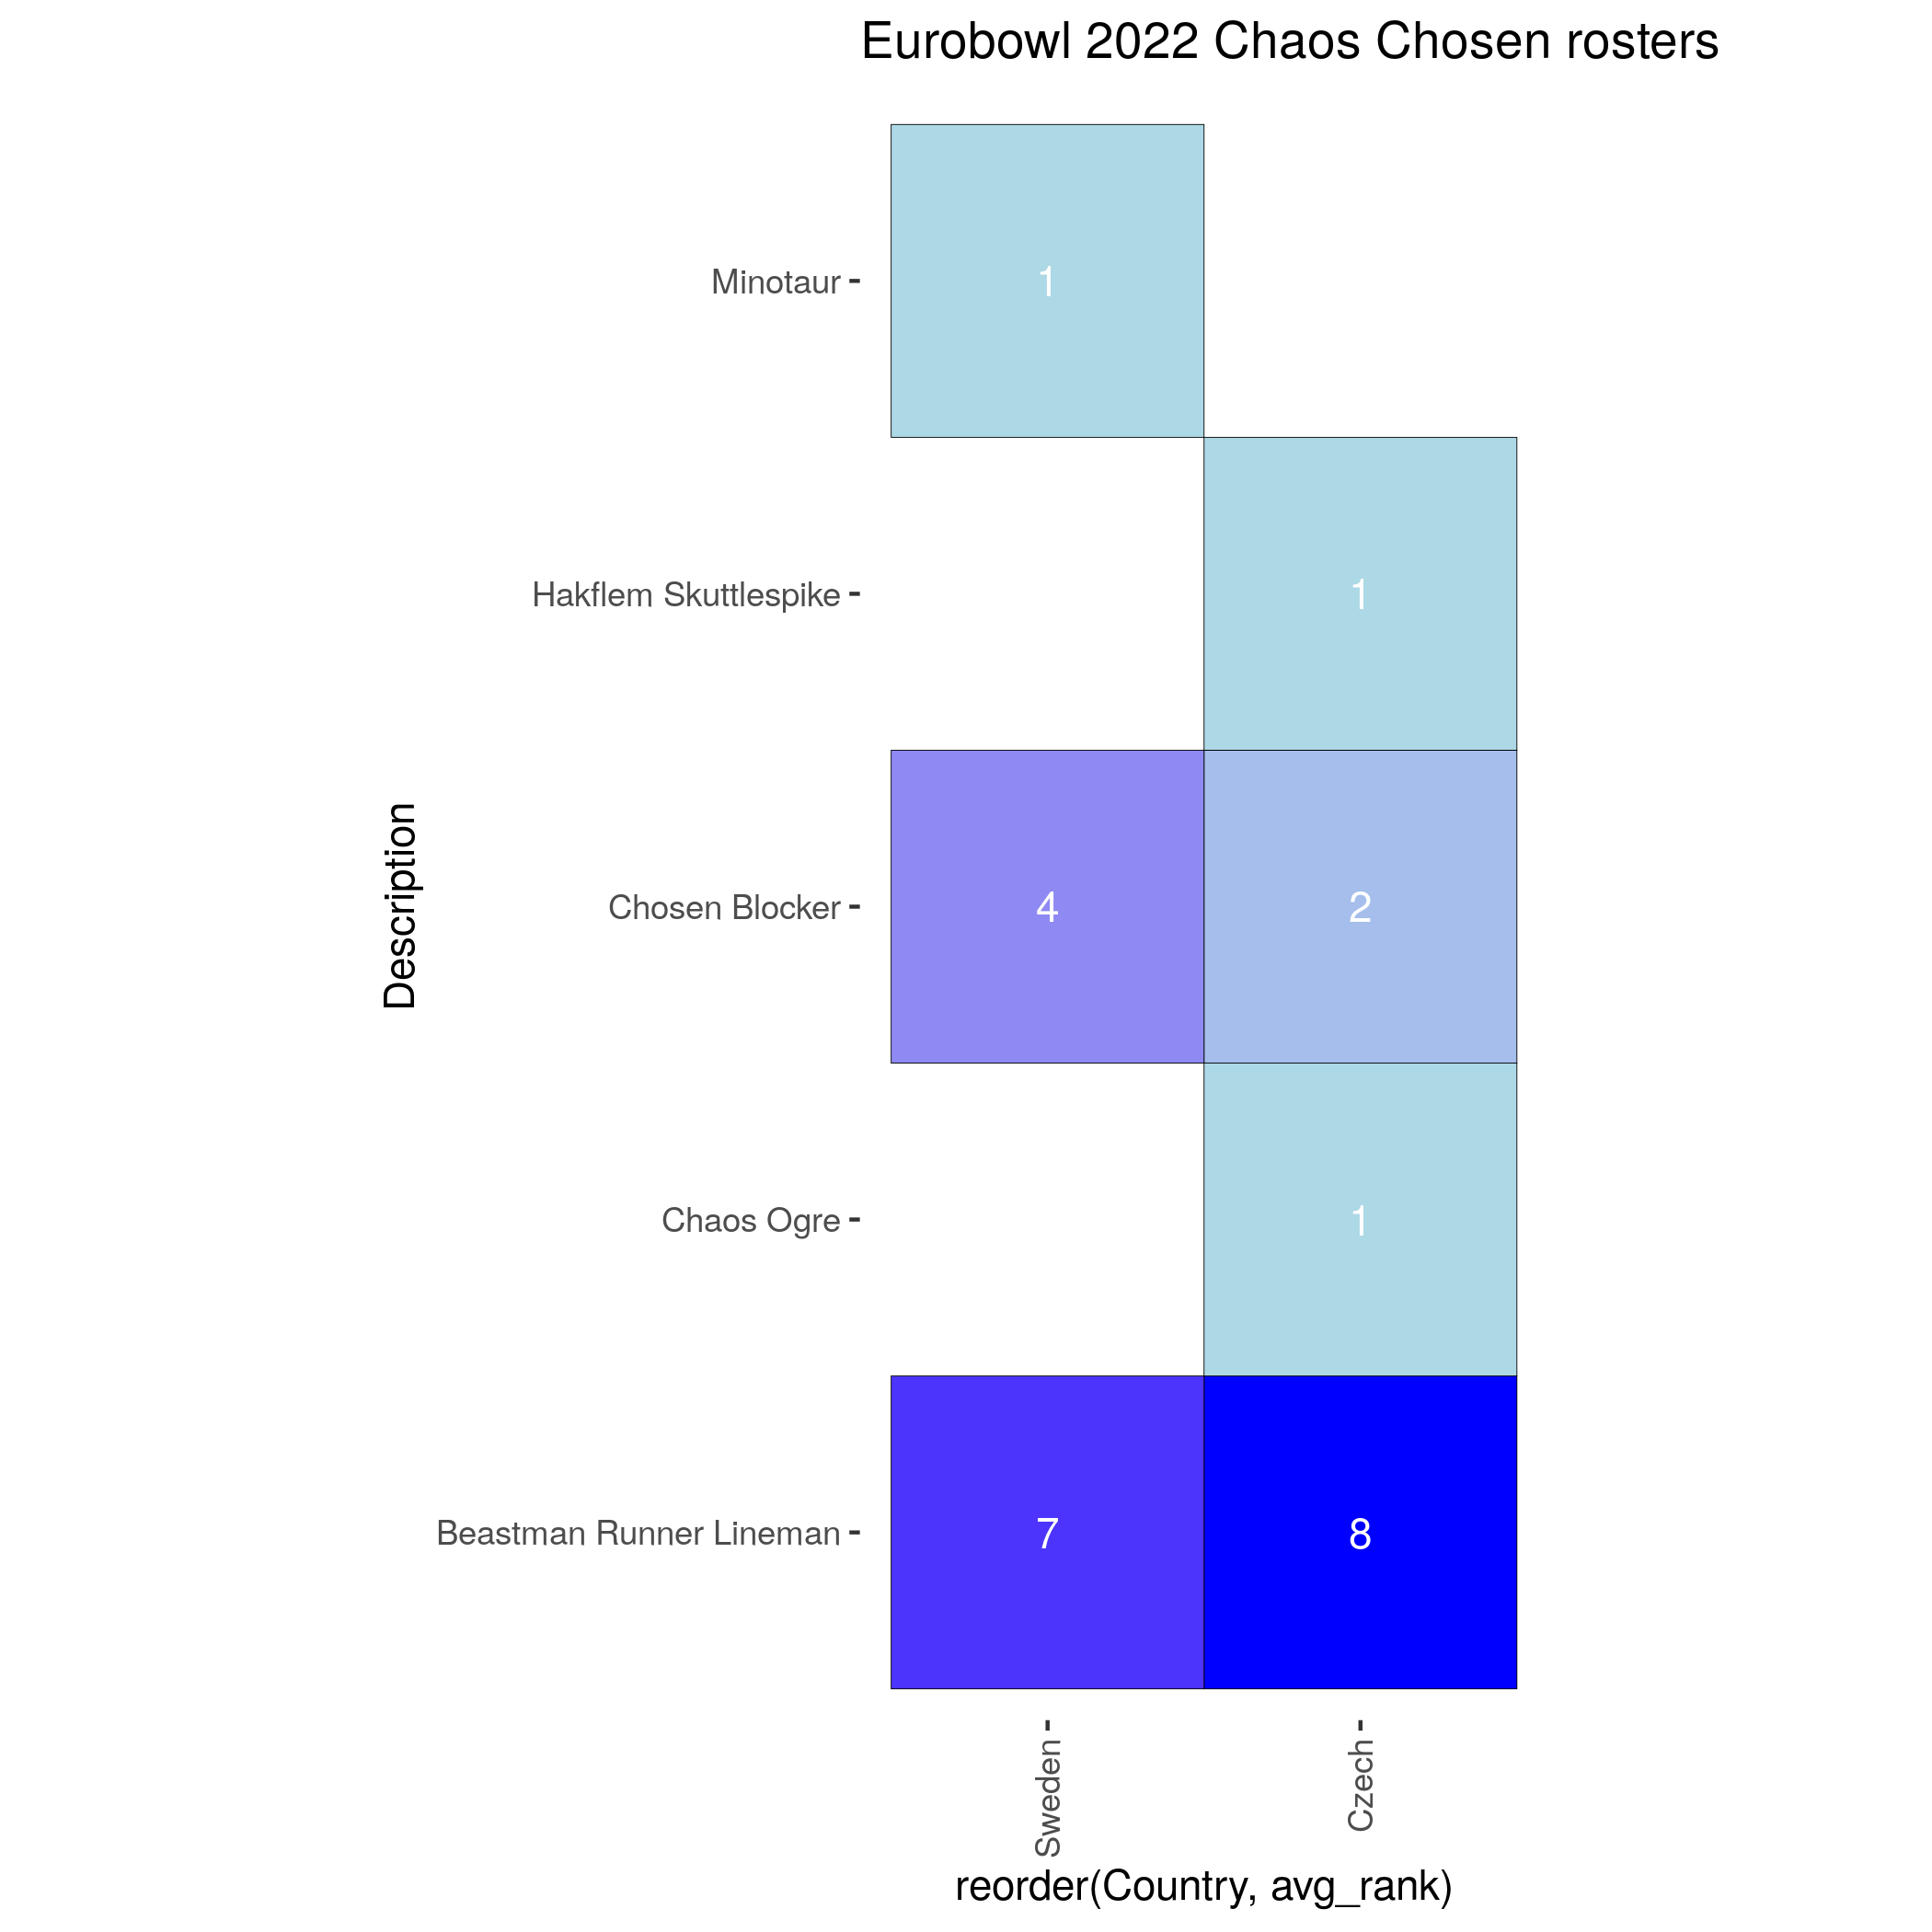 Eurobowl 2022 Chaos Chosen rosters
Minotaur
1
Hakflem Skuttlespike
1
Description
Chosen Blocker
4
2
Chaos Ogre
1
Beastman Runner Lineman
7
8
Sweden
Czech
reorder(Country, avg_rank)